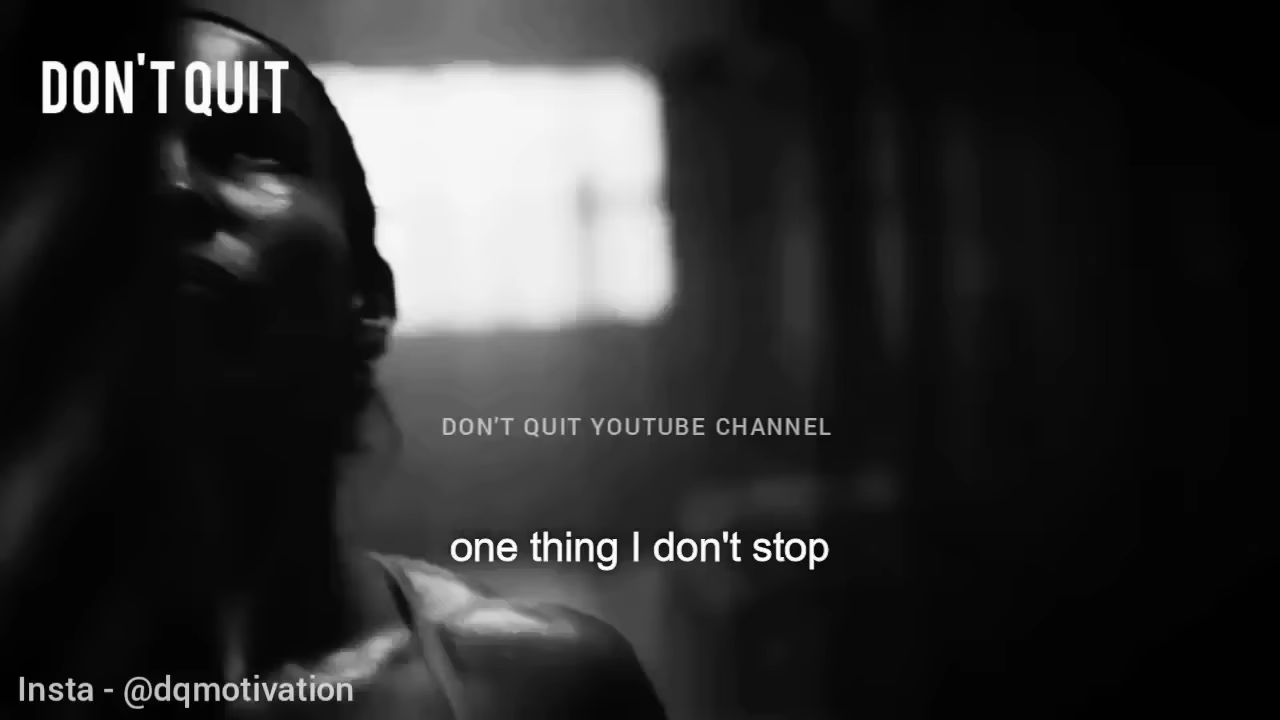 DON'T QUIT
DON'T QUIT YOUTUBE CHANNEL
one thing I don't stop
Insta - @dqmotivation